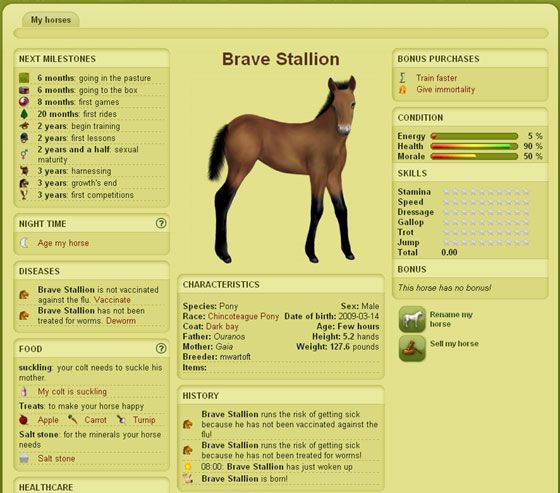 My horses
NEXT MILESTONES
6 months: going in the pasture
6 months: going to the box
8 months: first games
20 months: first rides
2 years: begin training
2 years: first lessons
2 years and a half: sexual
maturity
3 years: harnessing
3 years: growth's end
3 years: first competitions
NIGHT TIME
?
Age my horse
DISEASES
Brave Stallion is not vaccinated
against the flu. Vaccinate
Brave Stallion has not been
treated for worms. Deworm
FOOD
?
suckling: your colt needs to suckle his
mother.
My colt is suckling
Treats: to make your horse happy
Apple Carrot Turnip
Salt stone: for the minerals your horse
needs
Salt stone
HEALTHCARE
Brave Stallion
CHARACTERISTICS
Species: Pony Sex: Male
Race: Chincoteague Pony Date of birth: 2009-03-14
Coat: Dark bay Age: Few hours
Father: Ouranos Height: 5.2 hands
Mother: Gaia Weight: 127.6 pounds
Breeder: mwartoft
Items:
HISTORY
Brave Stallion runs the risk of getting sick
because he has not been vaccinated against the
flu!
Brave Stallion runs the risk of getting sick
because he has not been treated for worms!
08:00: Brave Stallion has just woken up
Brave Stallion is born!
BONUS PURCHASES
Train faster
Give immortality
CONDITION
Energy 5 %
Health 90 %
Morale 50 %
SKILLS
Stamina
Speed
Dressage
Gallop
Trot
Jump
Total 0.00
BONUS
This horse has no bonus!
Rename my
horse
Sell my horse